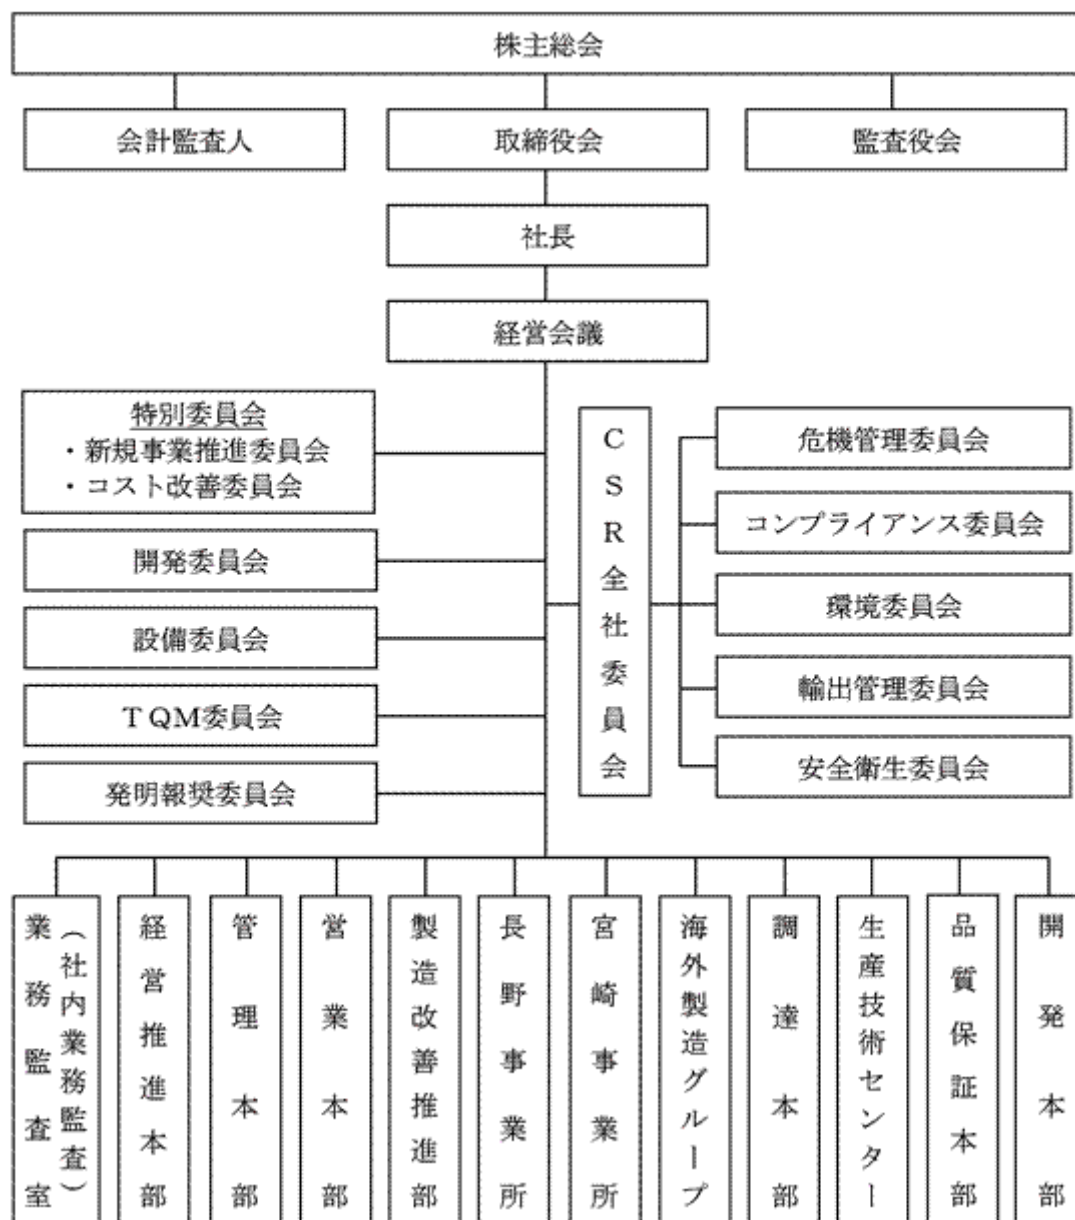 株主総会
会計監査人
取締役会
監査役会
社長
経営会議
特別委員会
・新規事業推進委員会
・コスト改善委員会
開発委員会
設備委員会
TQM委員会
発明報奨委員会
CSR全社委員会
危機管理委員会
コンプライアンス委員会
環境委員会
輸出管理委員会
安全衛生委員会
業務監査室
（社内業務監査）
経営推進本部
管理本部
営業本部
製造改善推進部
長野事業所
宮崎事業所
海外製造グループ
調達本部
生産技術センター
品質保証本部
開発本部